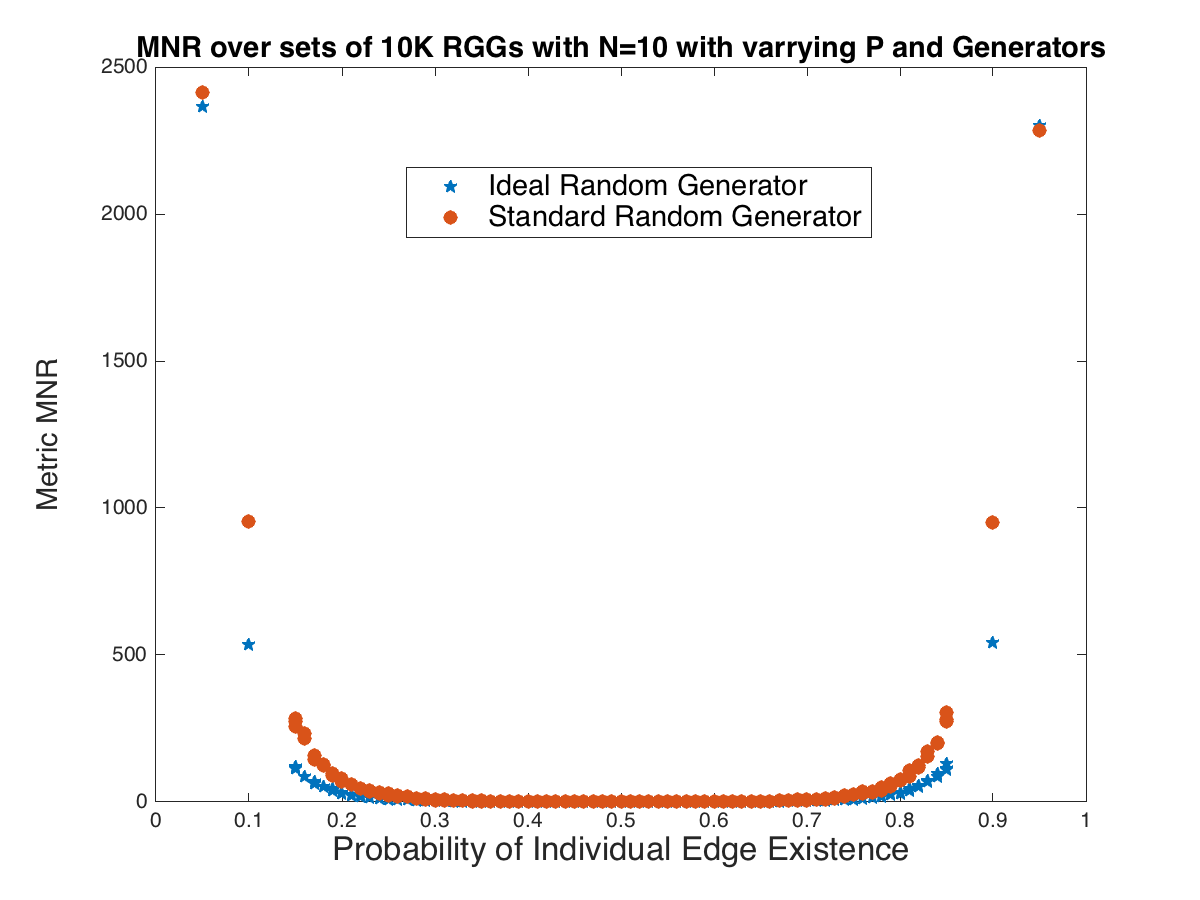 MNR over sets of 10K RGGs with N=10 with varrying P and Generators
2500
2000
1500
1000
500
0
Metric MNR
Ideal Random Generator
Standard Random Generator
0 0.1 0.2 0.3 0.4 0.5 0.6 0.7 0.8 0.9 1
Probability of Individual Edge Existence